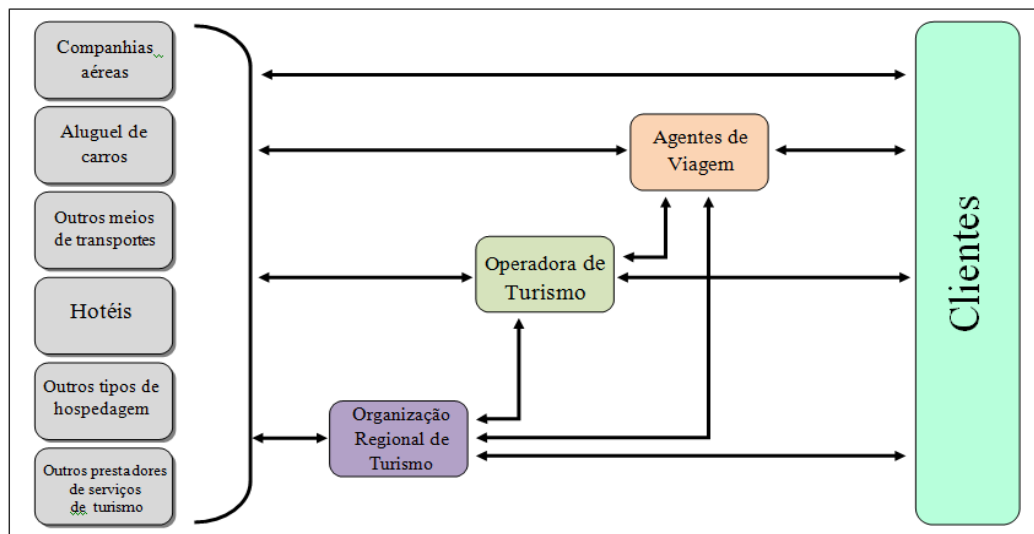 Companhias
aéreas
Aluguel de
carros
Outros meios
de transportes
Hotéis
Outros tipos de
hospedagem
Outros prestadores
de serviços
de turismo
Agentes de
Viagem
Operadora de
Turismo
Organização
Regional de
Turismo
Clientes